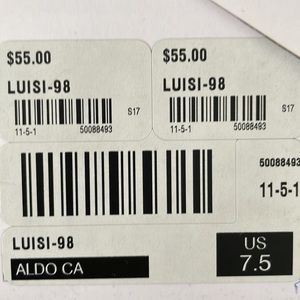 $55.00
LUISI-98
S17
11-5-1 50088493
$55.00
LUISI-98
S17
11-5-1 50088493
50088493
11-5-1
LUISI-98
ALDO CA
US
7.5